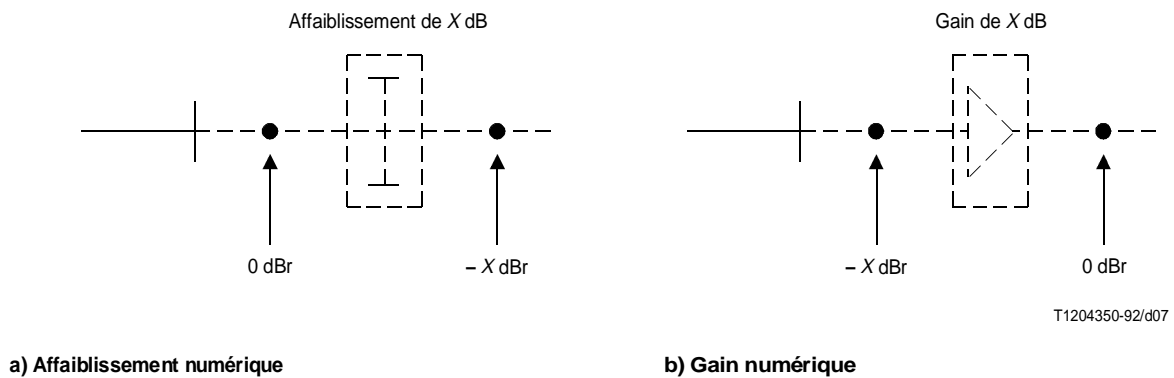 Affaiblissement de X dB
Gain de X dB
0 dBr
– X dBr
– X dBr
0 dBr
T1204350-92/d07
a) Affaiblissement numérique
b) Gain numérique